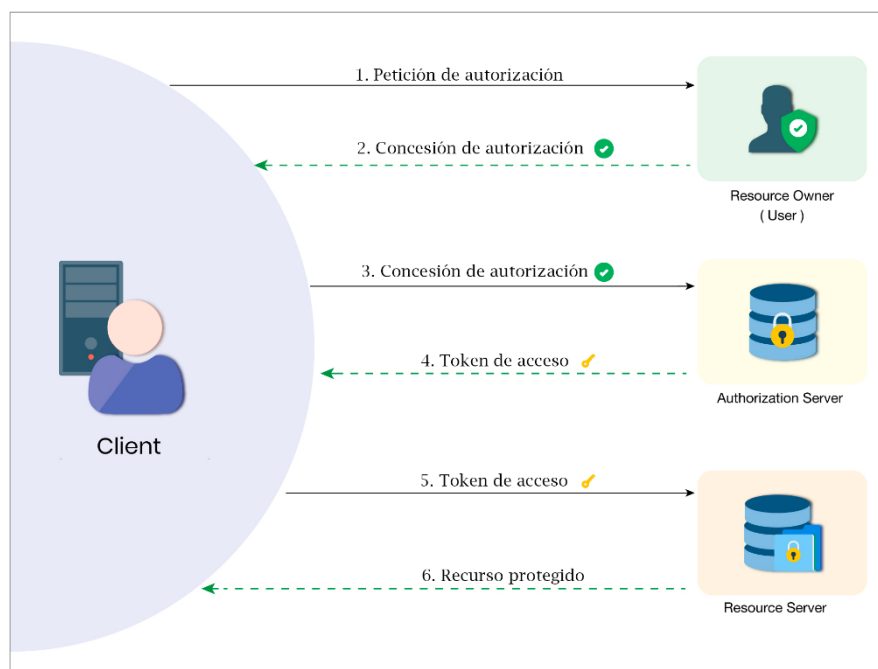 1. Petición de autorización
2. Concesión de autorización
Resource Owner
( User )
3. Concesión de autorización
4. Token de acceso
Authorization Server
Client
5. Token de acceso
6. Recurso protegido
Resource Server